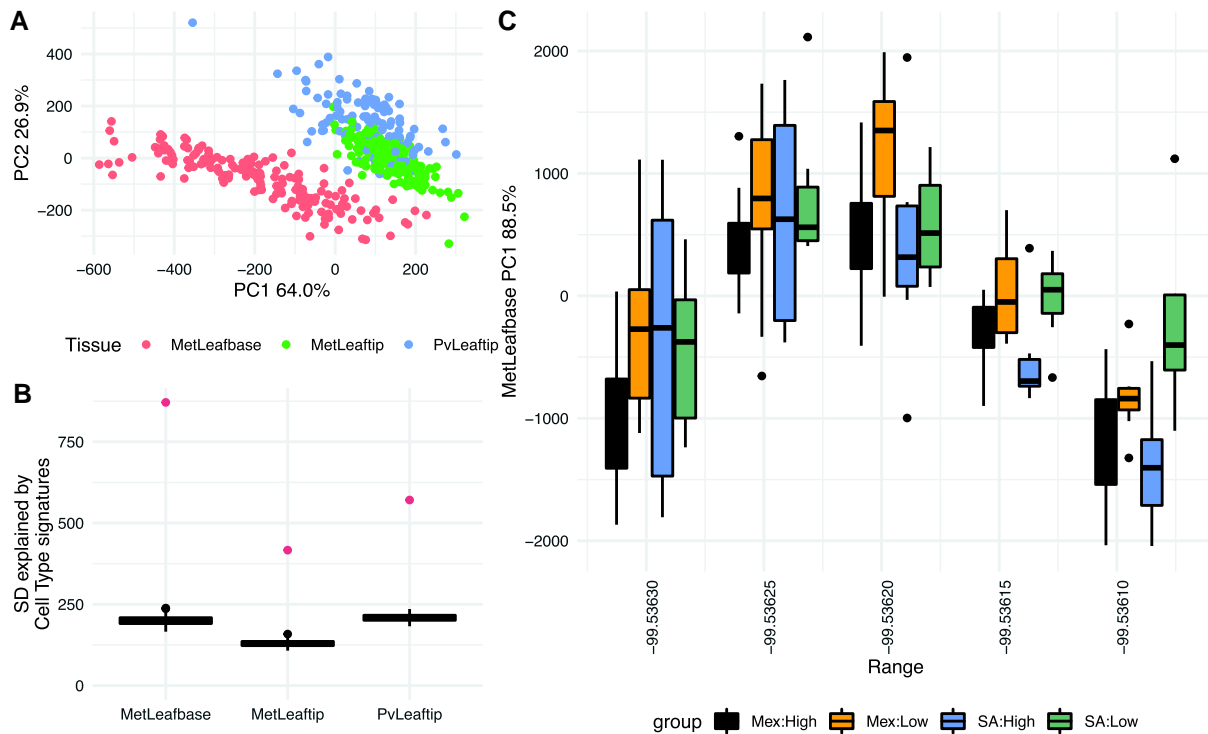 A
PC2 26.9%
400
200
0
−200
−600
−400
−200
0
200
PC1 64.0%
Tissue
MetLeafbase
MetLeaftip
PvLeaftip
B
SD explained by
Cell Type signatures
750
500
250
0
MetLeafbase
MetLeaftip
PvLeaftip
C
MetLeafbase PC1 88.5%
2000
1000
0
−1000
−2000
−99.53630
−99.53625
−99.53620
−99.53615
−99.53610
Range
group
Mex:High
Mex:Low
SA:High
SA:Low